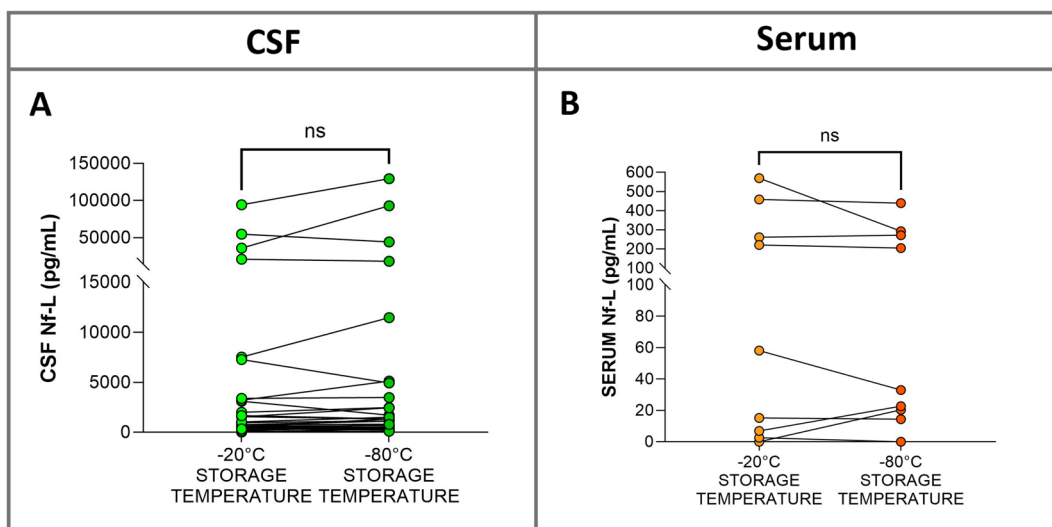 CSF
Serum
A
ns
150000
100000
50000
15000
10000
5000
0
CSF Nf-L (pg/mL)
-20°C
STORAGE
TEMPERATURE
-80°C
STORAGE
TEMPERATURE
B
ns
600
500
400
300
200
100
100
80
60
40
20
0
SERUM Nf-L (pg/mL)
-20°C
STORAGE
TEMPERATURE
-80°C
STORAGE
TEMPERATURE